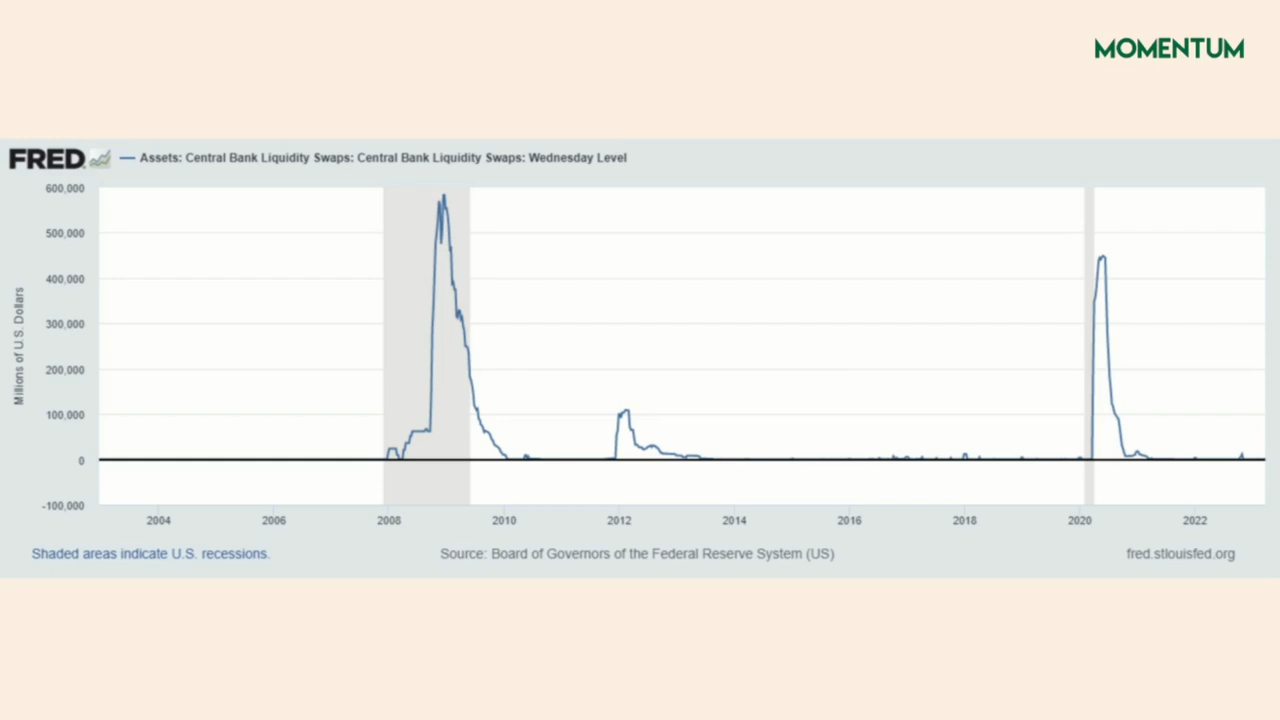 MOMENTUM
FRED
Assets: Central Bank Liquidity Swaps: Central Bank Liquidity Swaps: Wednesday Level
600,000
500,000
400,000
300,000
200,000
100,000
0
-100,000
Millions of U.S. Dollars
2004 2006 2008 2010 2012 2014 2016 2018 2020 2022
Shaded areas indicate U.S. recessions. Source: Board of Governors of the Federal Reserve System (US) fred.stlouisfed.org